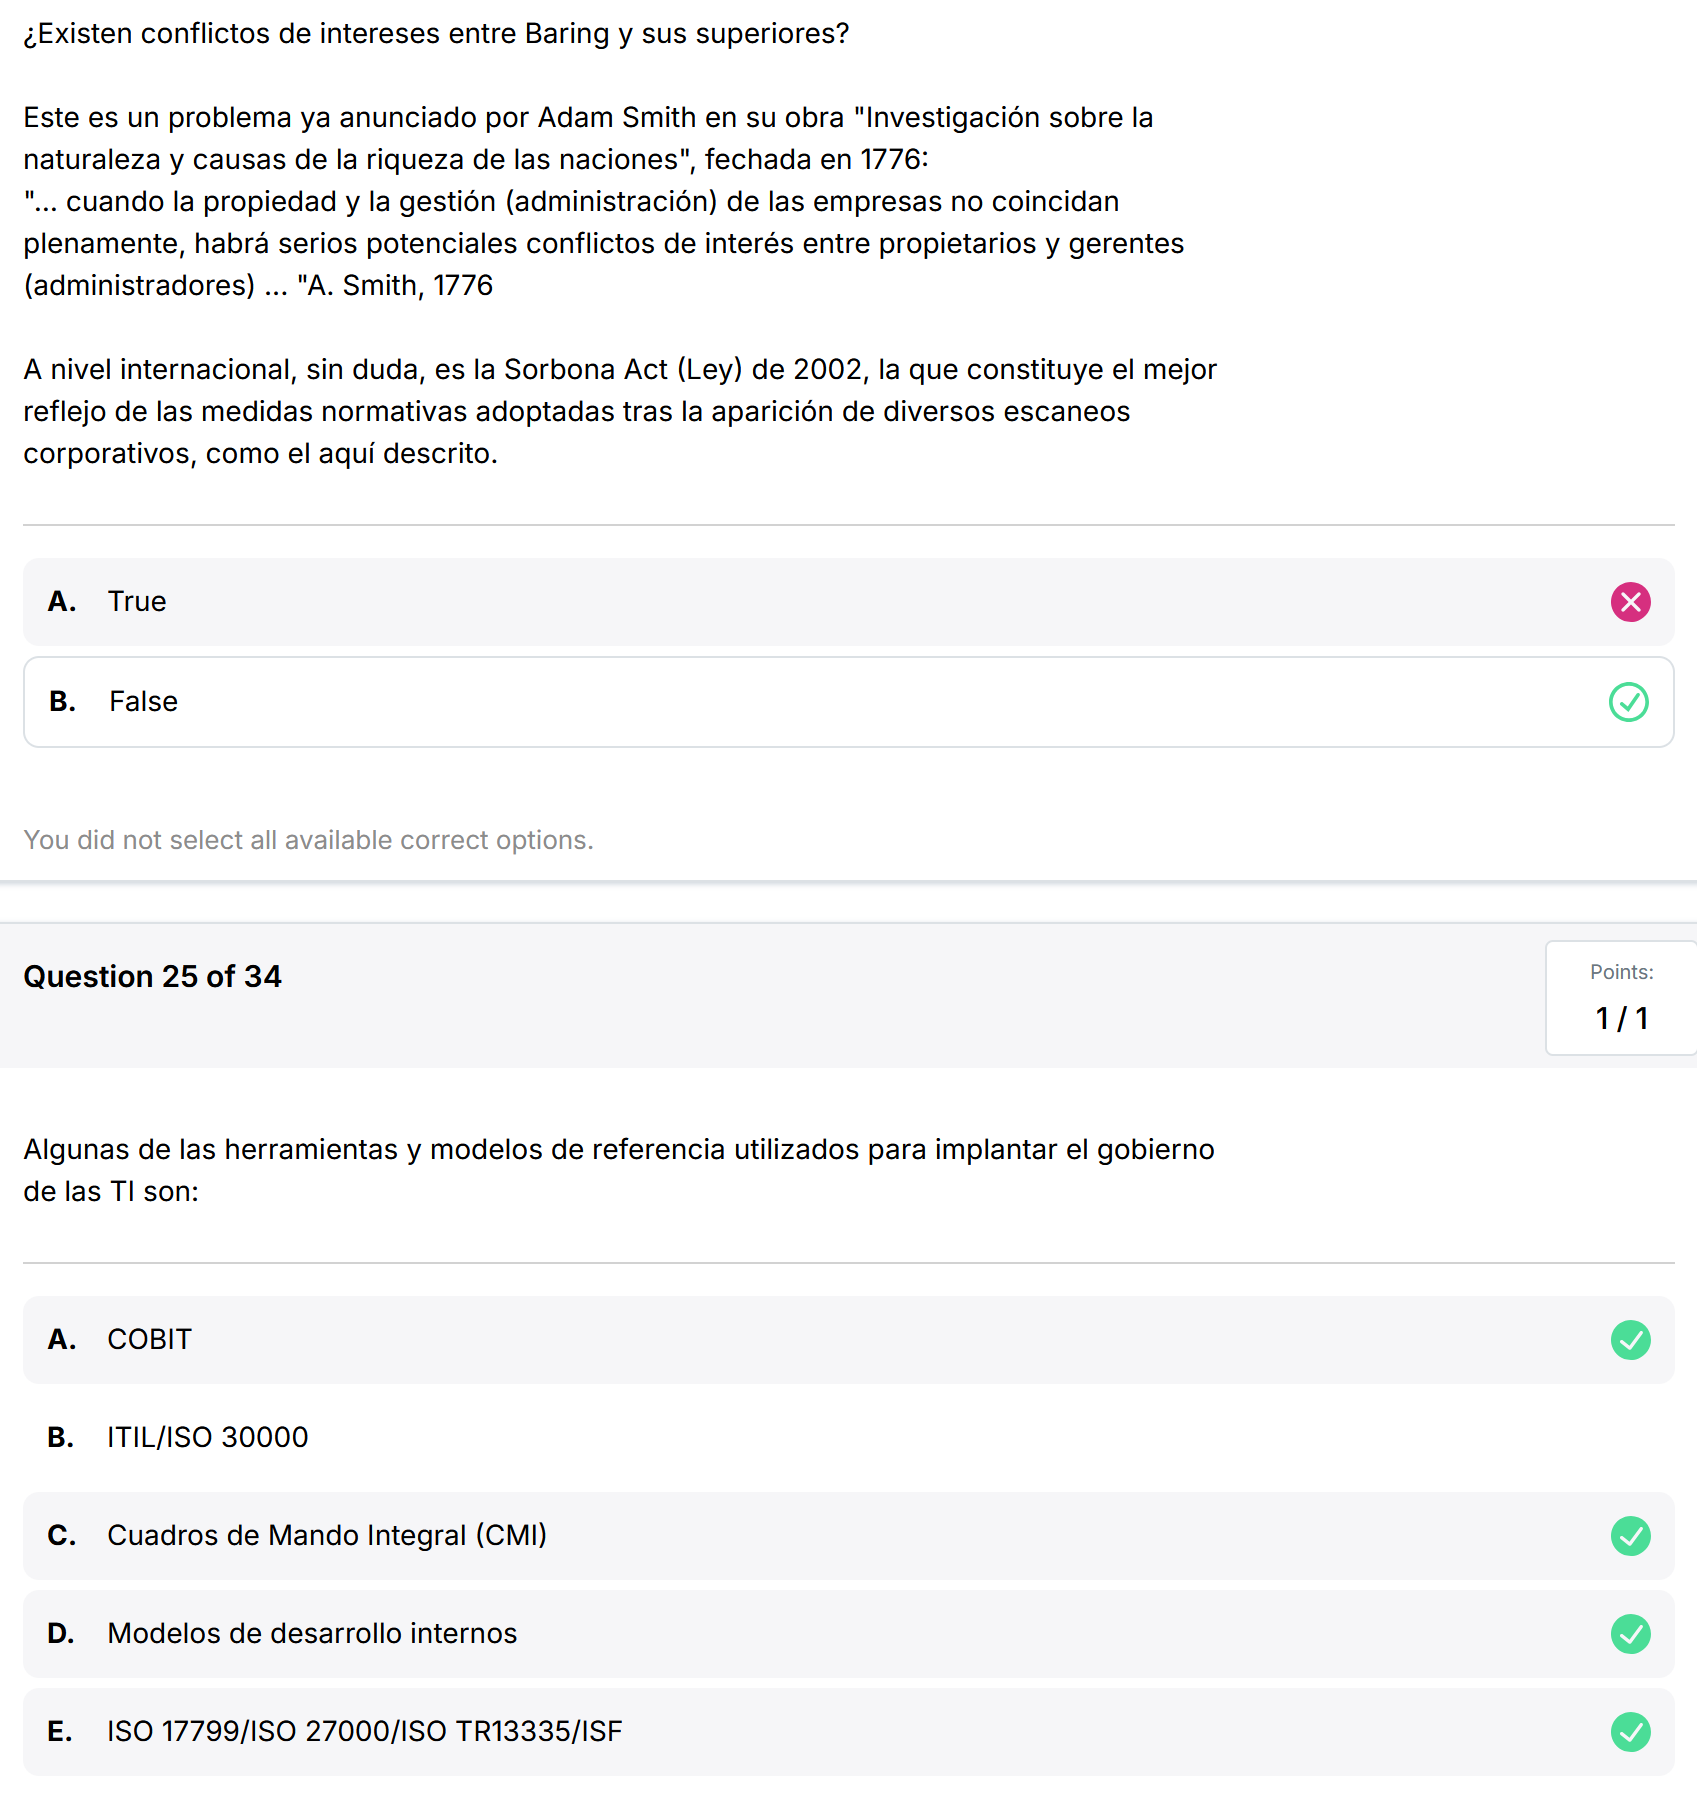 ¿Existen conflictos de intereses entre Baring y sus superiores?
Este es un problema ya anunciado por Adam Smith en su obra "Investigación sobre la
naturaleza y causas de la riqueza de las naciones", fechada en 1776:
"... cuando la propiedad y la gestión (administración) de las empresas no coincidan
plenamente, habrá serios potenciales conflictos de interés entre propietarios y gerentes
(administradores) ... "A. Smith, 1776
A nivel internacional, sin duda, es la Sorbona Act (Ley) de 2002, la que constituye el mejor
reflejo de las medidas normativas adoptadas tras la aparición de diversos escaneos
corporativos, como el aquí descrito.
A. True
B. False
You did not select all available correct options.
Question 25 of 34
Points:
1 / 1
Algunas de las herramientas y modelos de referencia utilizados para implantar el gobierno
de las TI son:
A. COBIT
B. ITIL/ISO 30000
C. Cuadros de Mando Integral (CMI)
D. Modelos de desarrollo internos
E. ISO 17799/ISO 27000/ISO TR13335/ISF